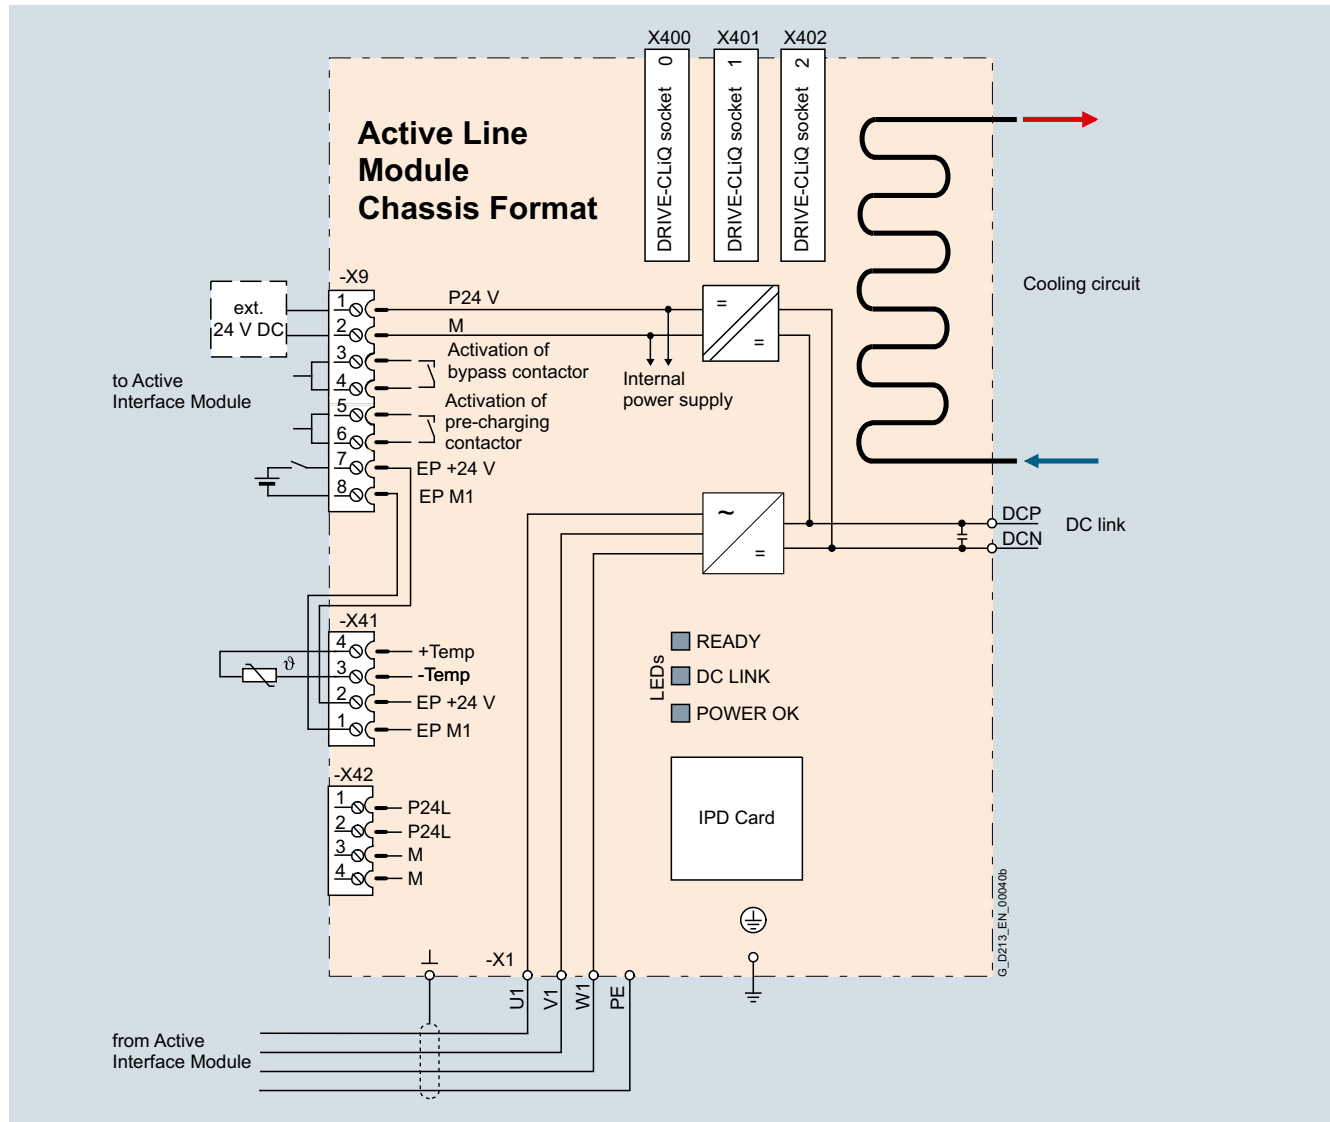 X400 X401 X402
DRIVE-CLiQ socket 0
DRIVE-CLiQ socket 1
DRIVE-CLiQ socket 2
Active Line
Module
Chassis Format
Cooling circuit
-X9
ext.
24 V DC
1 P24 V
2 M
3
4
Activation of
bypass contactor
Internal
power supply
to Active
Interface Module
5
6
Activation of
pre-charging
contactor
7 EP +24 V
8 EP M1
=
=
~
=
DCP
DCN
DC link
-X41
4 +Temp
3 -Temp
2 EP +24 V
1 EP M1
ϑ
LEDs
READY
DC LINK
POWER OK
-X42
1 P24L
2 P24L
3 M
4 M
IPD Card
G_D213_EN_00040b
-X1
U1
V1
W1
PE
from Active
Interface Module